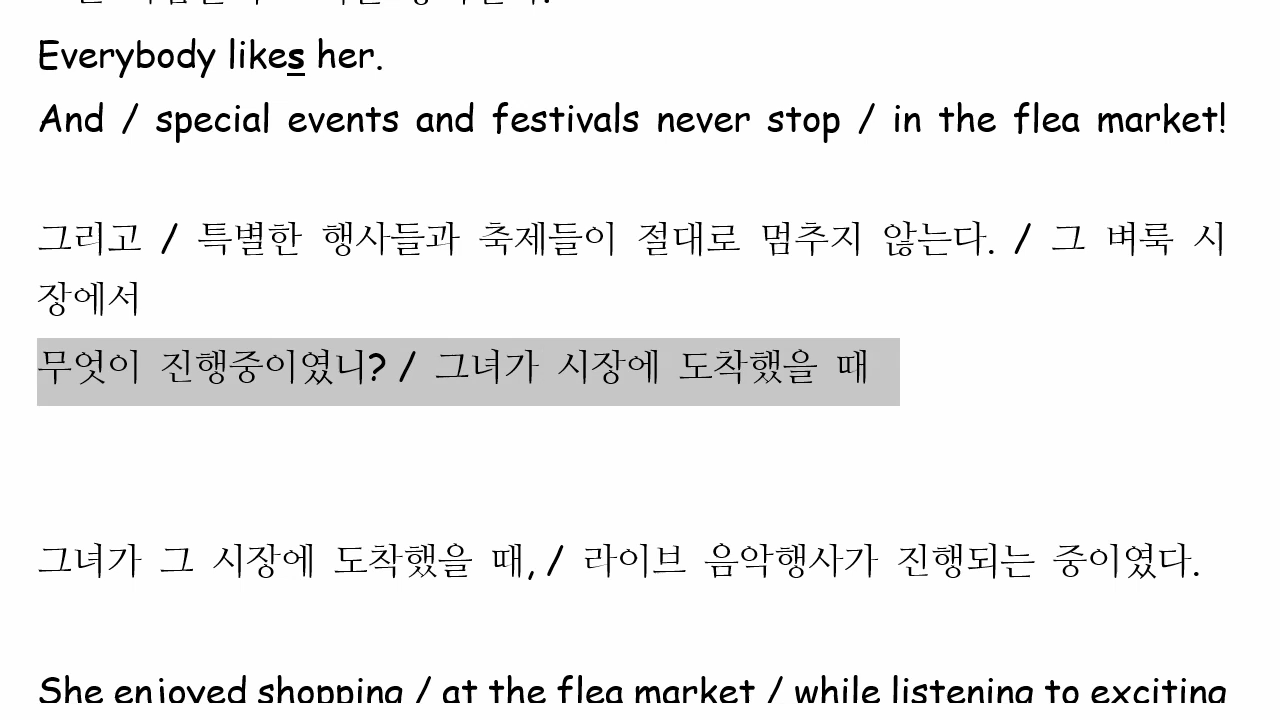 Everybody likes her.
And / special events and festivals never stop / in the flea market!
그리고 / 특별한 행사들과 축제들이 절대로 멈추지 않는다. / 그 벼룩 시
장에서
무엇이 진행중이였니? / 그녀가 시장에 도착했을 때
그녀가 그 시장에 도착했을 때, / 라이브 음악행사가 진행되는 중이였다.
She enjoyed shopping / at the flea market / while listening to exciting